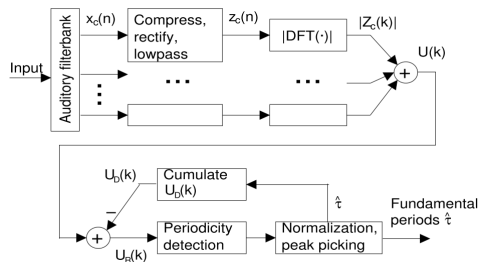 x_c(n)
Compress,
rectify,
lowpass
z_c(n)
|DFT(·)|
|Z_c(k)|
U(k)
Input
Auditory filterbank
+
U_D(k)
Cumulate
U_D(k)
τ̂
Fundamental
periods τ̂
–
+
U_R(k)
Periodicity
detection
Normalization,
peak picking